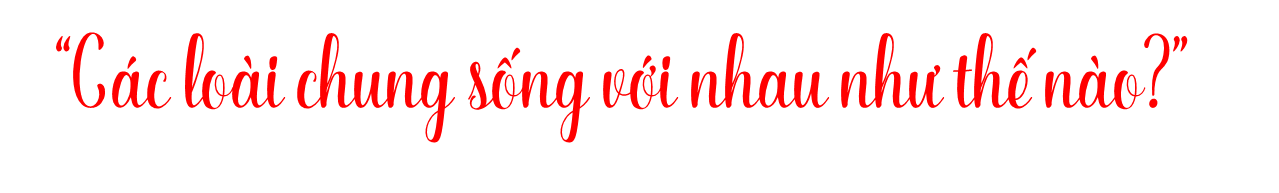 “Các loài chung sống với nhau như thế nào?”